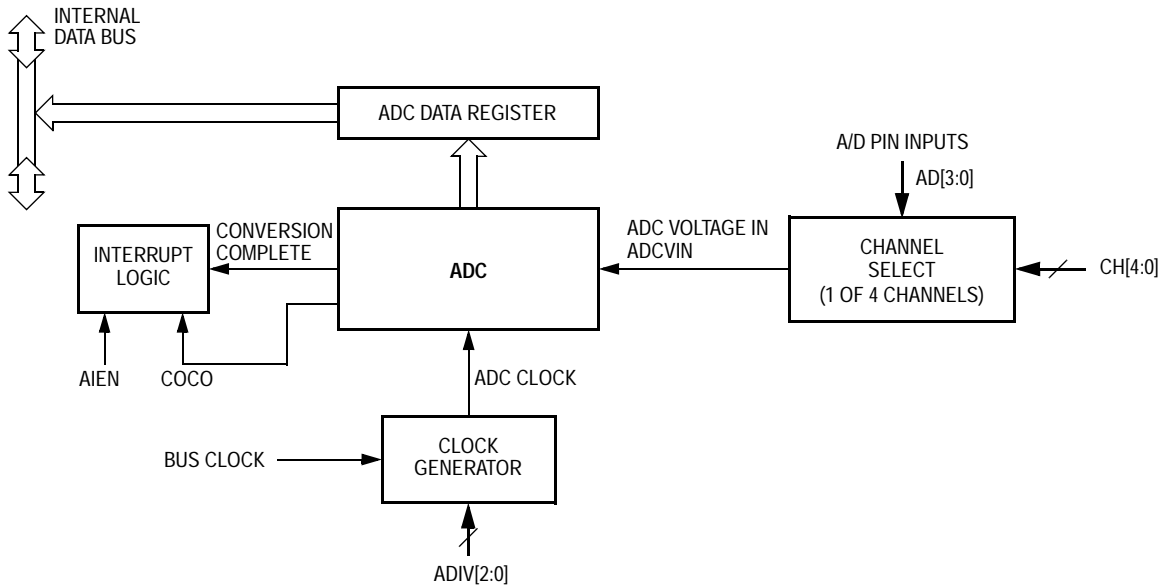 INTERNAL
DATA BUS
ADC DATA REGISTER
A/D PIN INPUTS
AD[3:0]
INTERRUPT
LOGIC
CONVERSION
COMPLETE
ADC
ADC VOLTAGE IN
ADCVIN
CHANNEL
SELECT
(1 OF 4 CHANNELS)
CH[4:0]
AIEN
COCO
ADC CLOCK
BUS CLOCK
CLOCK
GENERATOR
ADIV[2:0]